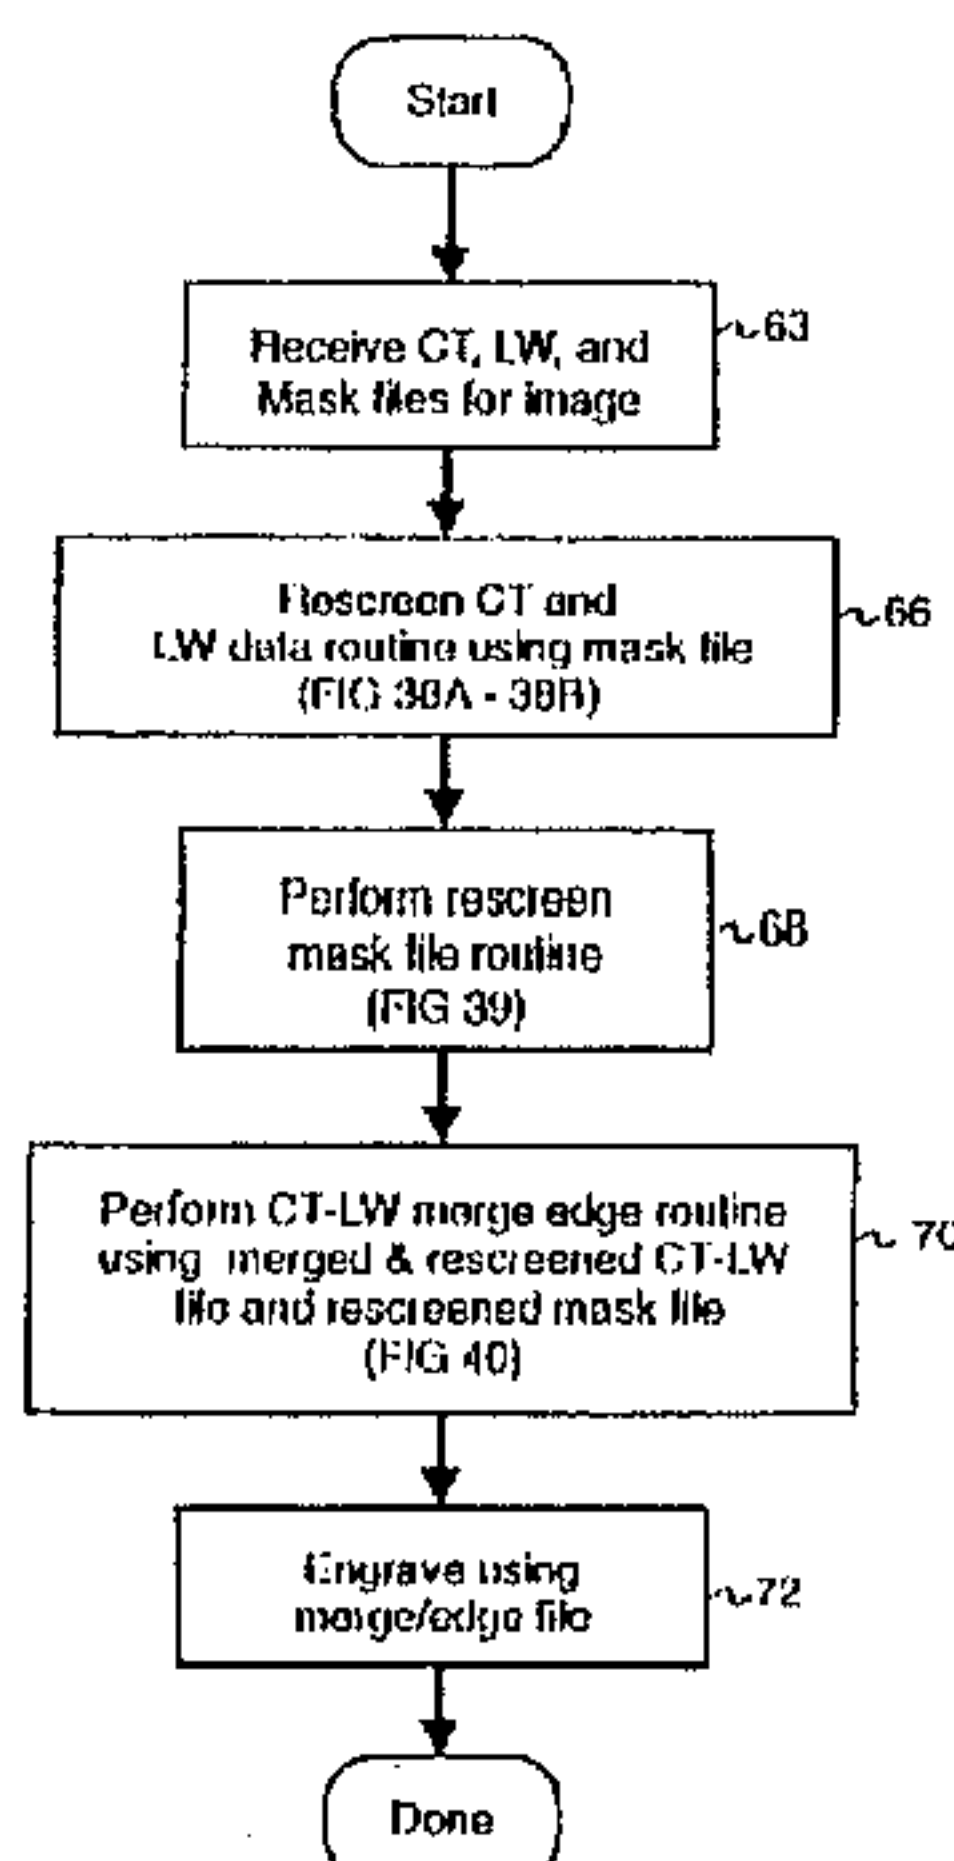 Start
Receive CT, LW, and
Mask files for image
63
Rescreen CT and
LW data routine using mask file
(FIG 38A - 38B)
66
Perform rescreen
mask file routine
(FIG 39)
68
Perform CT-LW merge edge routine
using merged & rescreened CT-LW
file and rescreened mask file
(FIG 40)
70
Engrave using
merge/edge file
72
Done